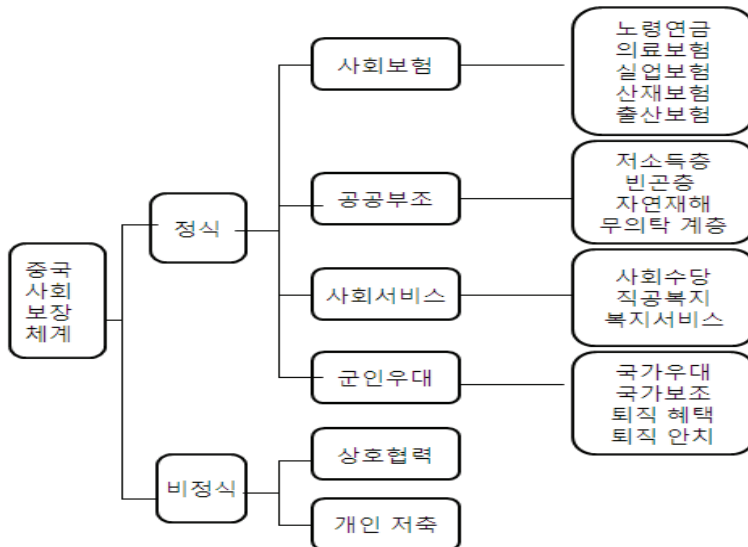 중국
사회
보장
체계
정식
비정식
사회보험
노령연금
의료보험
실업보험
산재보험
출산보험
공공부조
저소득층
빈곤층
자연재해
무의탁 계층
사회서비스
사회수당
직공복지
복지서비스
군인우대
국가우대
국가보조
퇴직 혜택
퇴직 안치
상호협력
개인 저축